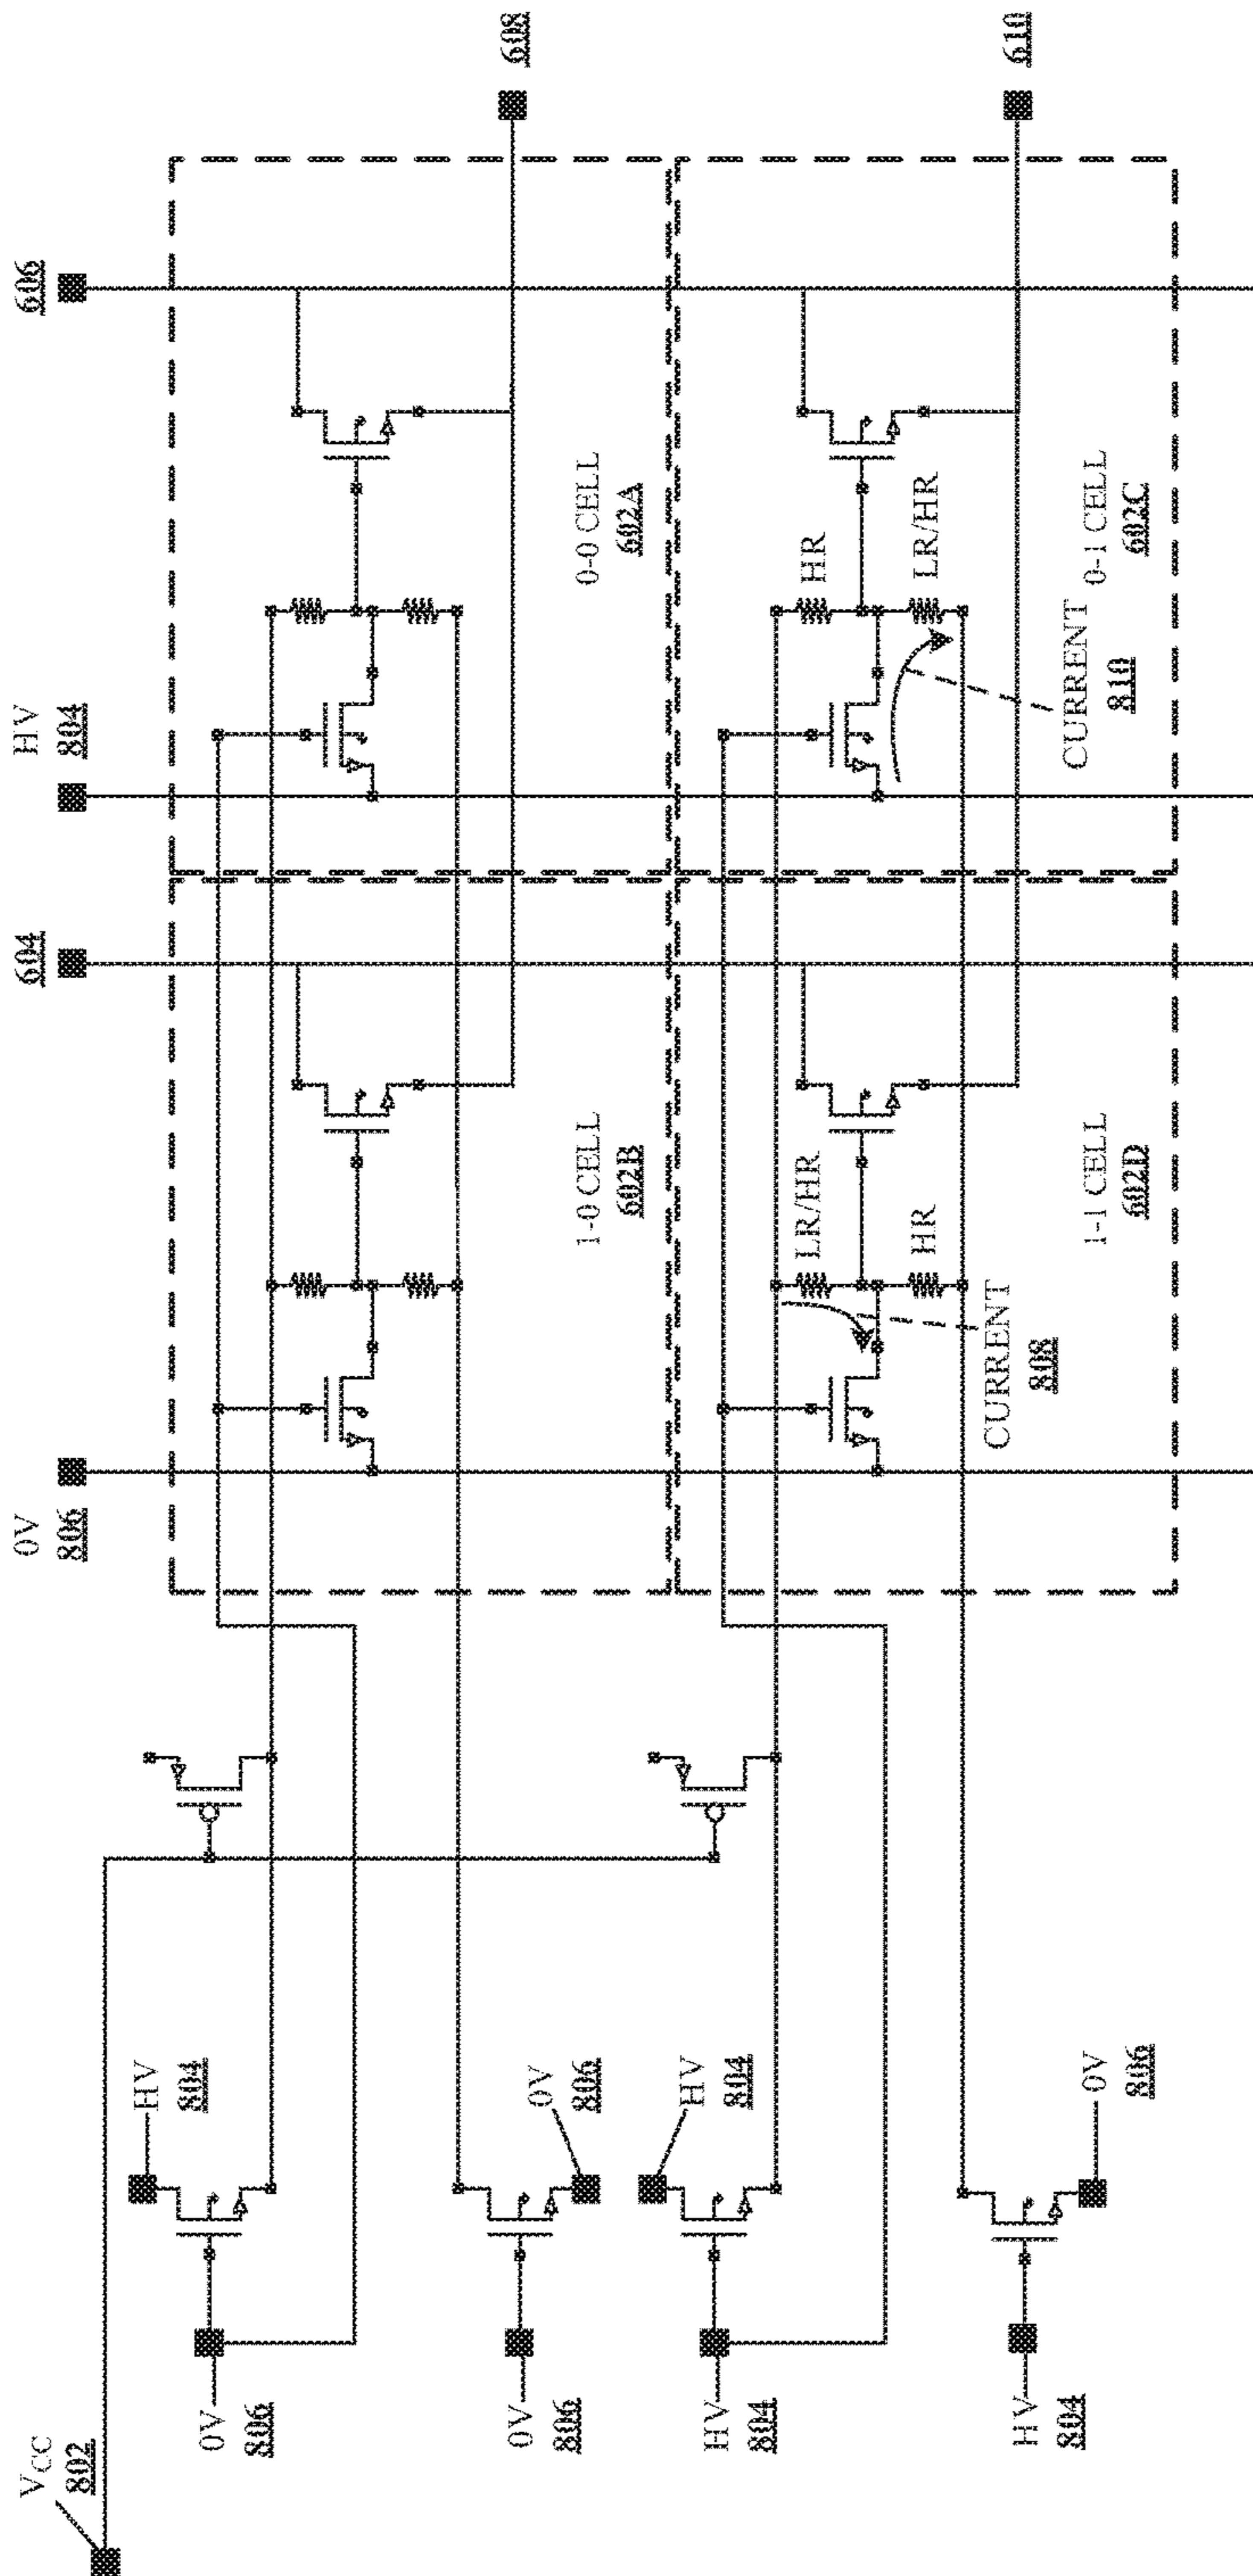 V_CC
802
HV
804
0V
806
0V
806
0V
806
HV
804
HV
804
HV
804
0V
806
0V
806
604
HV
804
606
1-0 CELL
602B
0-0 CELL
602A
608
LR/HR
HR
CURRENT
808
1-1 CELL
602D
HR
LR/HR
CURRENT
810
0-1 CELL
602C
610